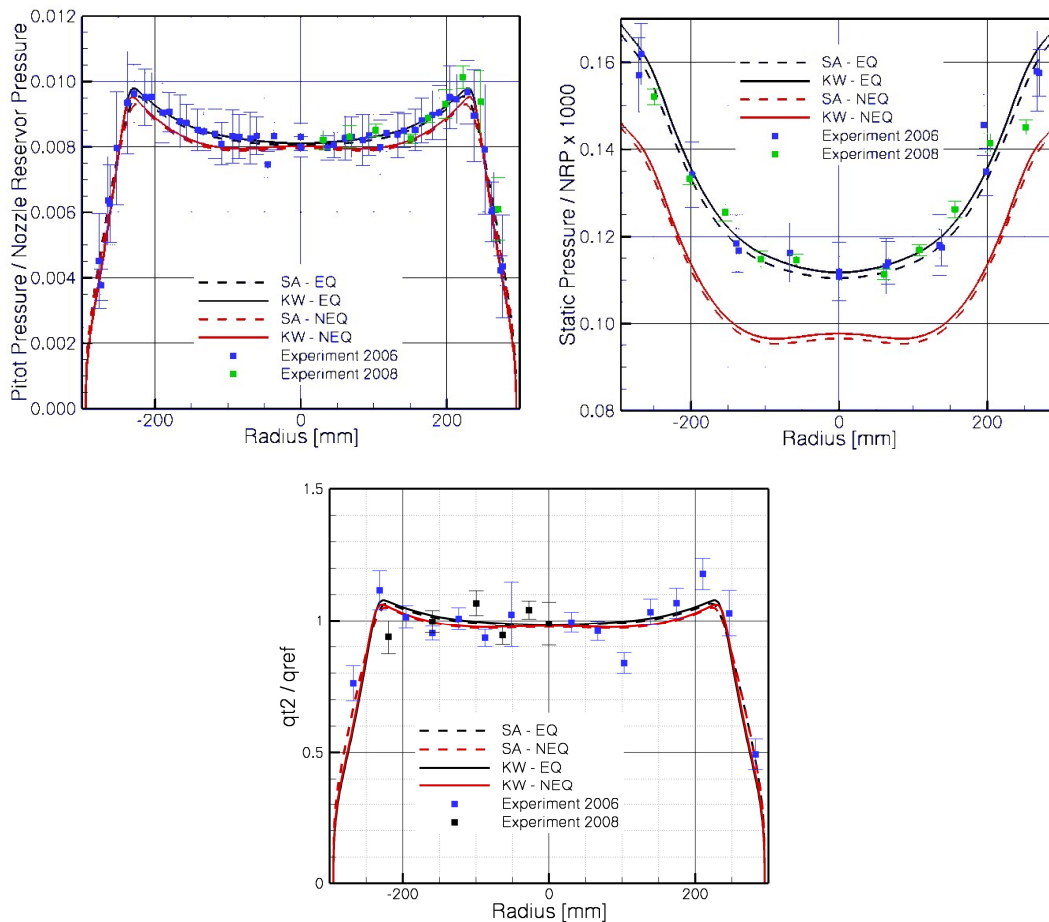 0.012
0.010
0.008
0.006
0.004
0.002
0.000
Pitot Pressure / Nozzle Reservor Pressure
SA - EQ
KW - EQ
SA - NEQ
KW - NEQ
Experiment 2006
Experiment 2008
-200
0
200
Radius [mm]
0.16
0.14
0.12
0.10
0.08
Static Pressure / NRP x 1000
SA - EQ
KW - EQ
SA - NEQ
KW - NEQ
Experiment 2006
Experiment 2008
-200
0
200
Radius [mm]
1.5
1
0.5
0
qt2 / qref
SA - EQ
SA - NEQ
KW - EQ
KW - NEQ
Experiment 2006
Experiment 2008
-200
0
200
Radius [mm]